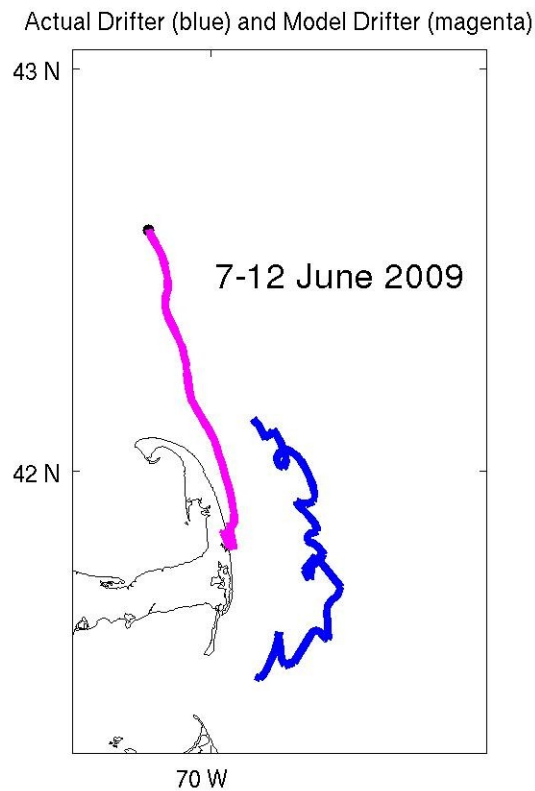 Actual Drifter (blue) and Model Drifter (magenta)
43 N
7-12 June 2009
42 N
70 W